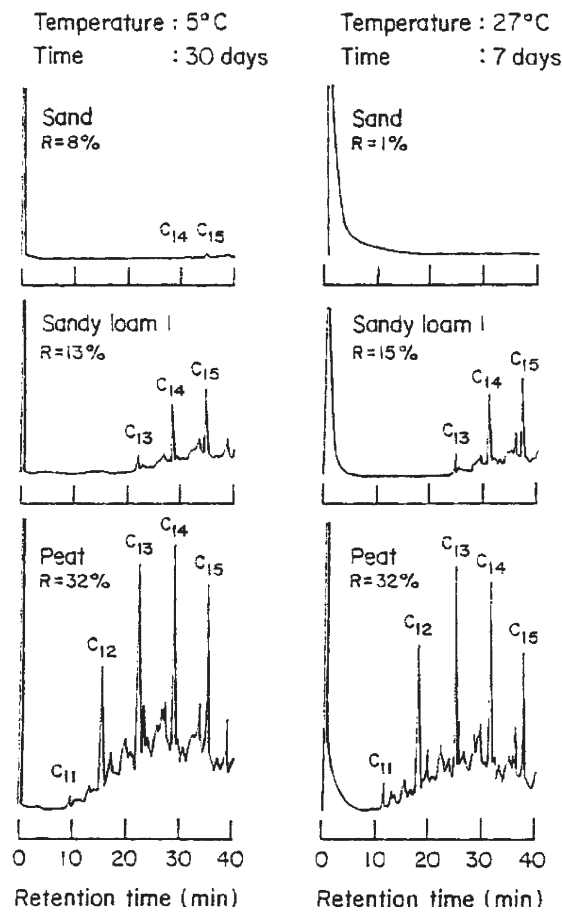 Temperature : 5°C
Time : 30 days
Sand
R=8%
C14 C15
Sandy loam I
R=13%
C13
C14
C15
Peat
R=32%
C11
C12
C13
C14
C15
0 10 20 30 40
Retention time (min)
Temperature : 27°C
Time : 7 days
Sand
R=1%
Sandy loam I
R=15%
C13
C14
C15
Peat
R=32%
C11
C12
C13
C14
C15
0 10 20 30 40
Retention time (min)